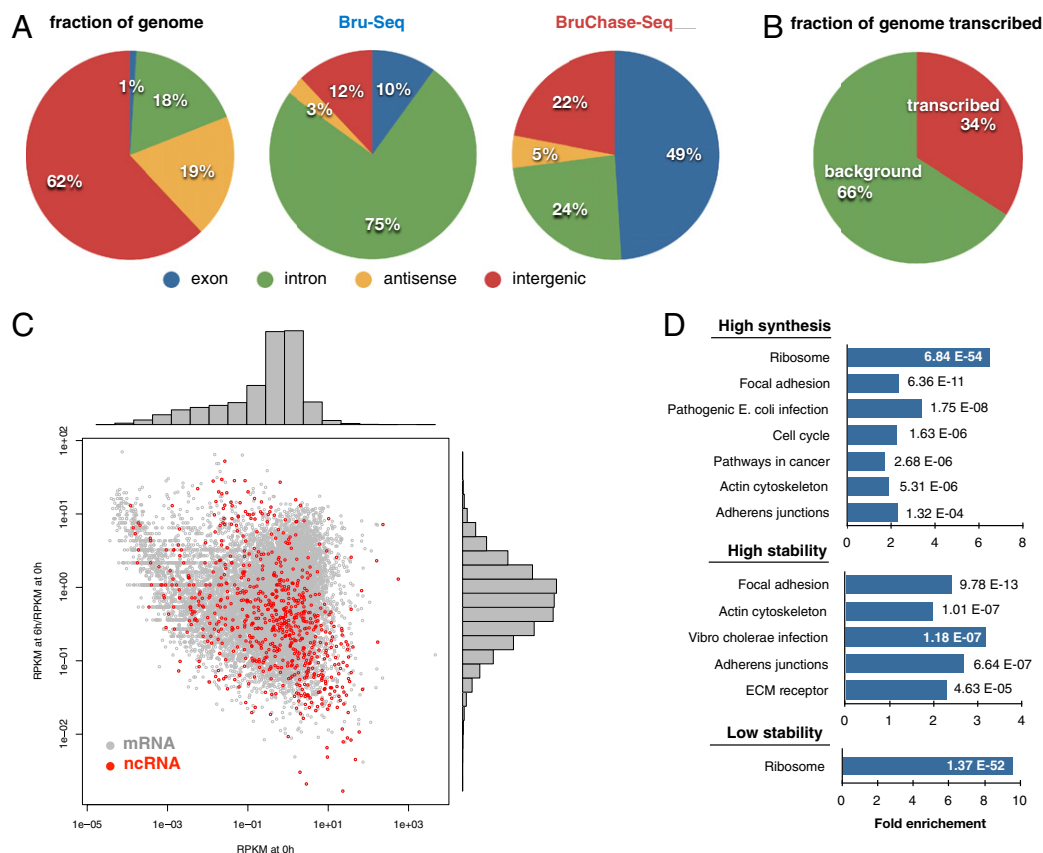 A
fraction of genome
Bru-Seq
BruChase-Seq
B
fraction of genome transcribed
1%
18%
19%
62%
10%
12%
3%
75%
49%
22%
5%
24%
transcribed
34%
background
66%
exon
intron
antisense
intergenic
C
1e+02
1e+01
1e+00
1e-01
1e-02
RPKM at 6h/RPKM at 0h
mRNA
ncRNA
1e-05
1e-03
1e-01
1e+01
1e+03
RPKM at 0h
D
High synthesis
Ribosome 6.84 E-54
Focal adhesion 6.36 E-11
Pathogenic E. coli infection 1.75 E-08
Cell cycle 1.63 E-06
Pathways in cancer 2.68 E-06
Actin cytoskeleton 5.31 E-06
Adherens junctions 1.32 E-04
0 2 4 6 8
High stability
Focal adhesion 9.78 E-13
Actin cytoskeleton 1.01 E-07
Vibro cholerae infection 1.18 E-07
Adherens junctions 6.64 E-07
ECM receptor 4.63 E-05
0 1 2 3 4
Low stability
Ribosome 1.37 E-52
0 2 4 6 8 10
Fold enrichement